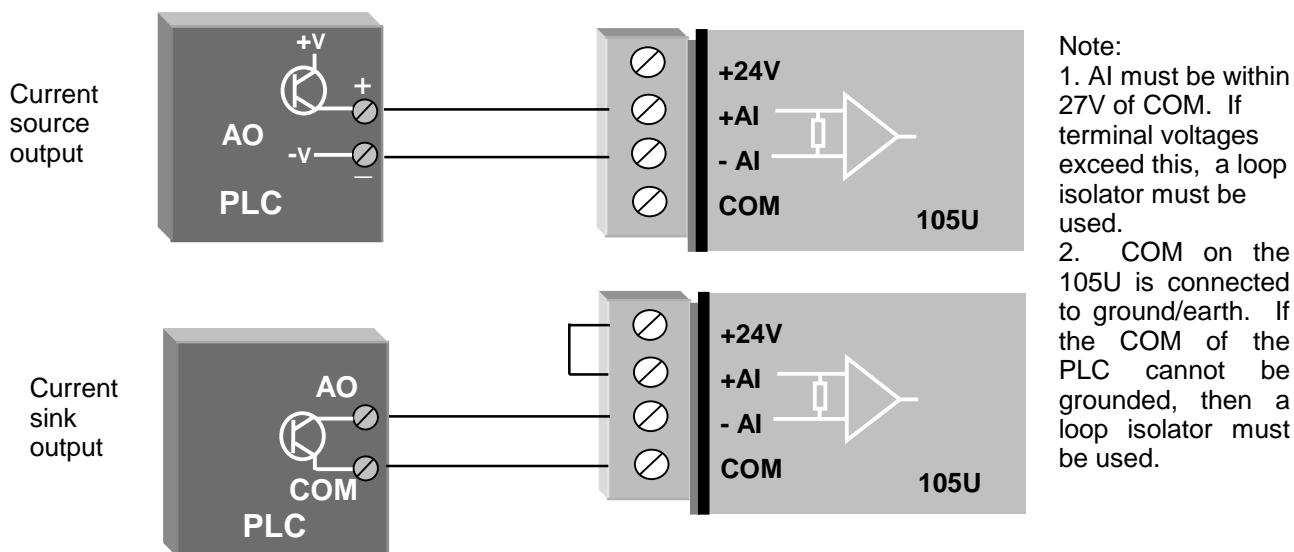 Current
source
output
+V
+
AO
-V
_
PLC
+24V
+AI
- AI
COM
105U
Current
sink
output
AO
COM
PLC
+24V
+AI
- AI
COM
105U
Note:
1. AI must be within
27V of COM. If
terminal voltages
exceed this, a loop
isolator must be
used.
2. COM on the
105U is connected
to ground/earth. If
the COM of the
PLC cannot be
grounded, then a
loop isolator must
be used.